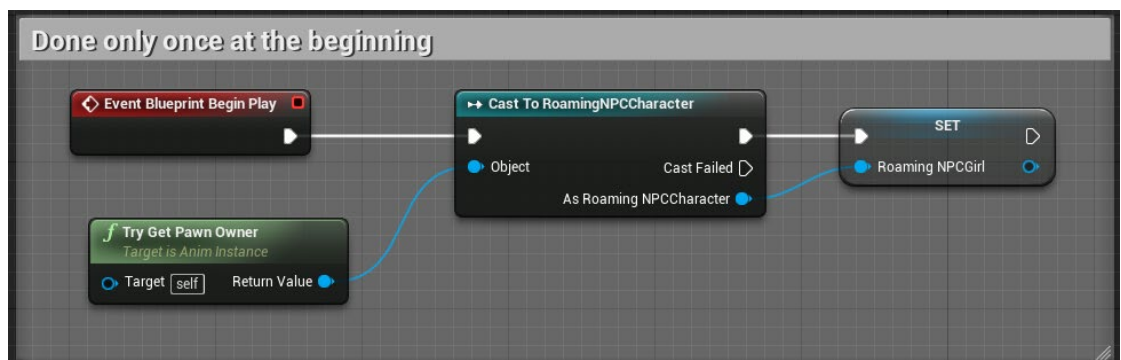 Done only once at the beginning
Event Blueprint Begin Play
Cast To RoamingNPCCharacter
Object
Cast Failed
As Roaming NPCCharacter
SET
Roaming NPCGirl
f Try Get Pawn Owner
Target is Anim Instance
Target self Return Value